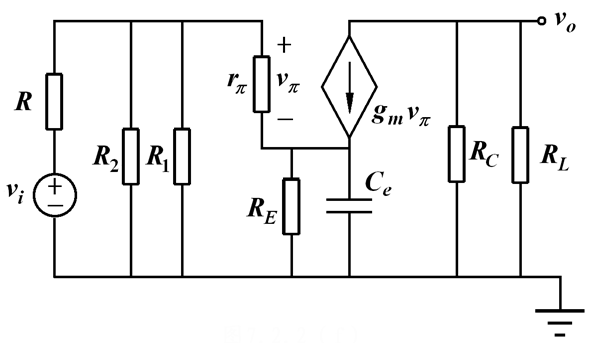 v_o
+
r_π v_π
−
g_m v_π
R
R_2 R_1
R_C R_L
v_i + −
R_E C_e